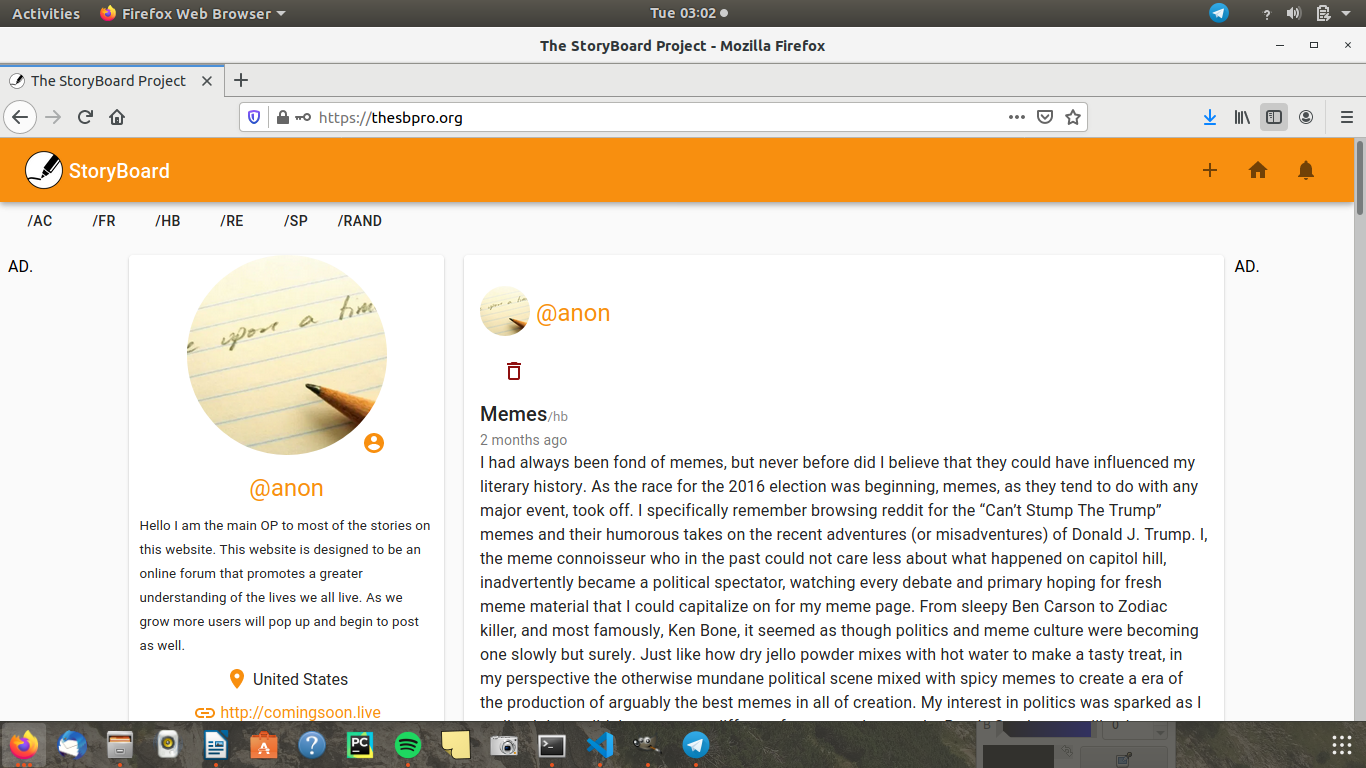 Activities Firefox Web Browser Tue 03:02 ?
The StoryBoard Project - Mozilla Firefox
The StoryBoard Project
https://thesbpro.org
StoryBoard
/AC /FR /HB /RE /SP /RAND
AD.
upon a tim
@anon
Hello I am the main OP to most of the stories on
this website. This website is designed to be an
online forum that promotes a greater
understanding of the lives we all live. As we
grow more users will pop up and begin to post
as well.
United States
http://comingsoon.live
@anon
Memes/hb
2 months ago
I had always been fond of memes, but never before did I believe that they could have influenced my
literary history. As the race for the 2016 election was beginning, memes, as they tend to do with any
major event, took off. I specifically remember browsing reddit for the “Can’t Stump The Trump”
memes and their humorous takes on the recent adventures (or misadventures) of Donald J. Trump. I,
the meme connoisseur who in the past could not care less about what happened on capitol hill,
inadvertently became a political spectator, watching every debate and primary hoping for fresh
meme material that I could capitalize on for my meme page. From sleepy Ben Carson to Zodiac
killer, and most famously, Ken Bone, it seemed as though politics and meme culture were becoming
one slowly but surely. Just like how dry jello powder mixes with hot water to make a tasty treat, in
my perspective the otherwise mundane political scene mixed with spicy memes to create a era of
the production of arguably the best memes in all of creation. My interest in politics was sparked as I
AD.
PC